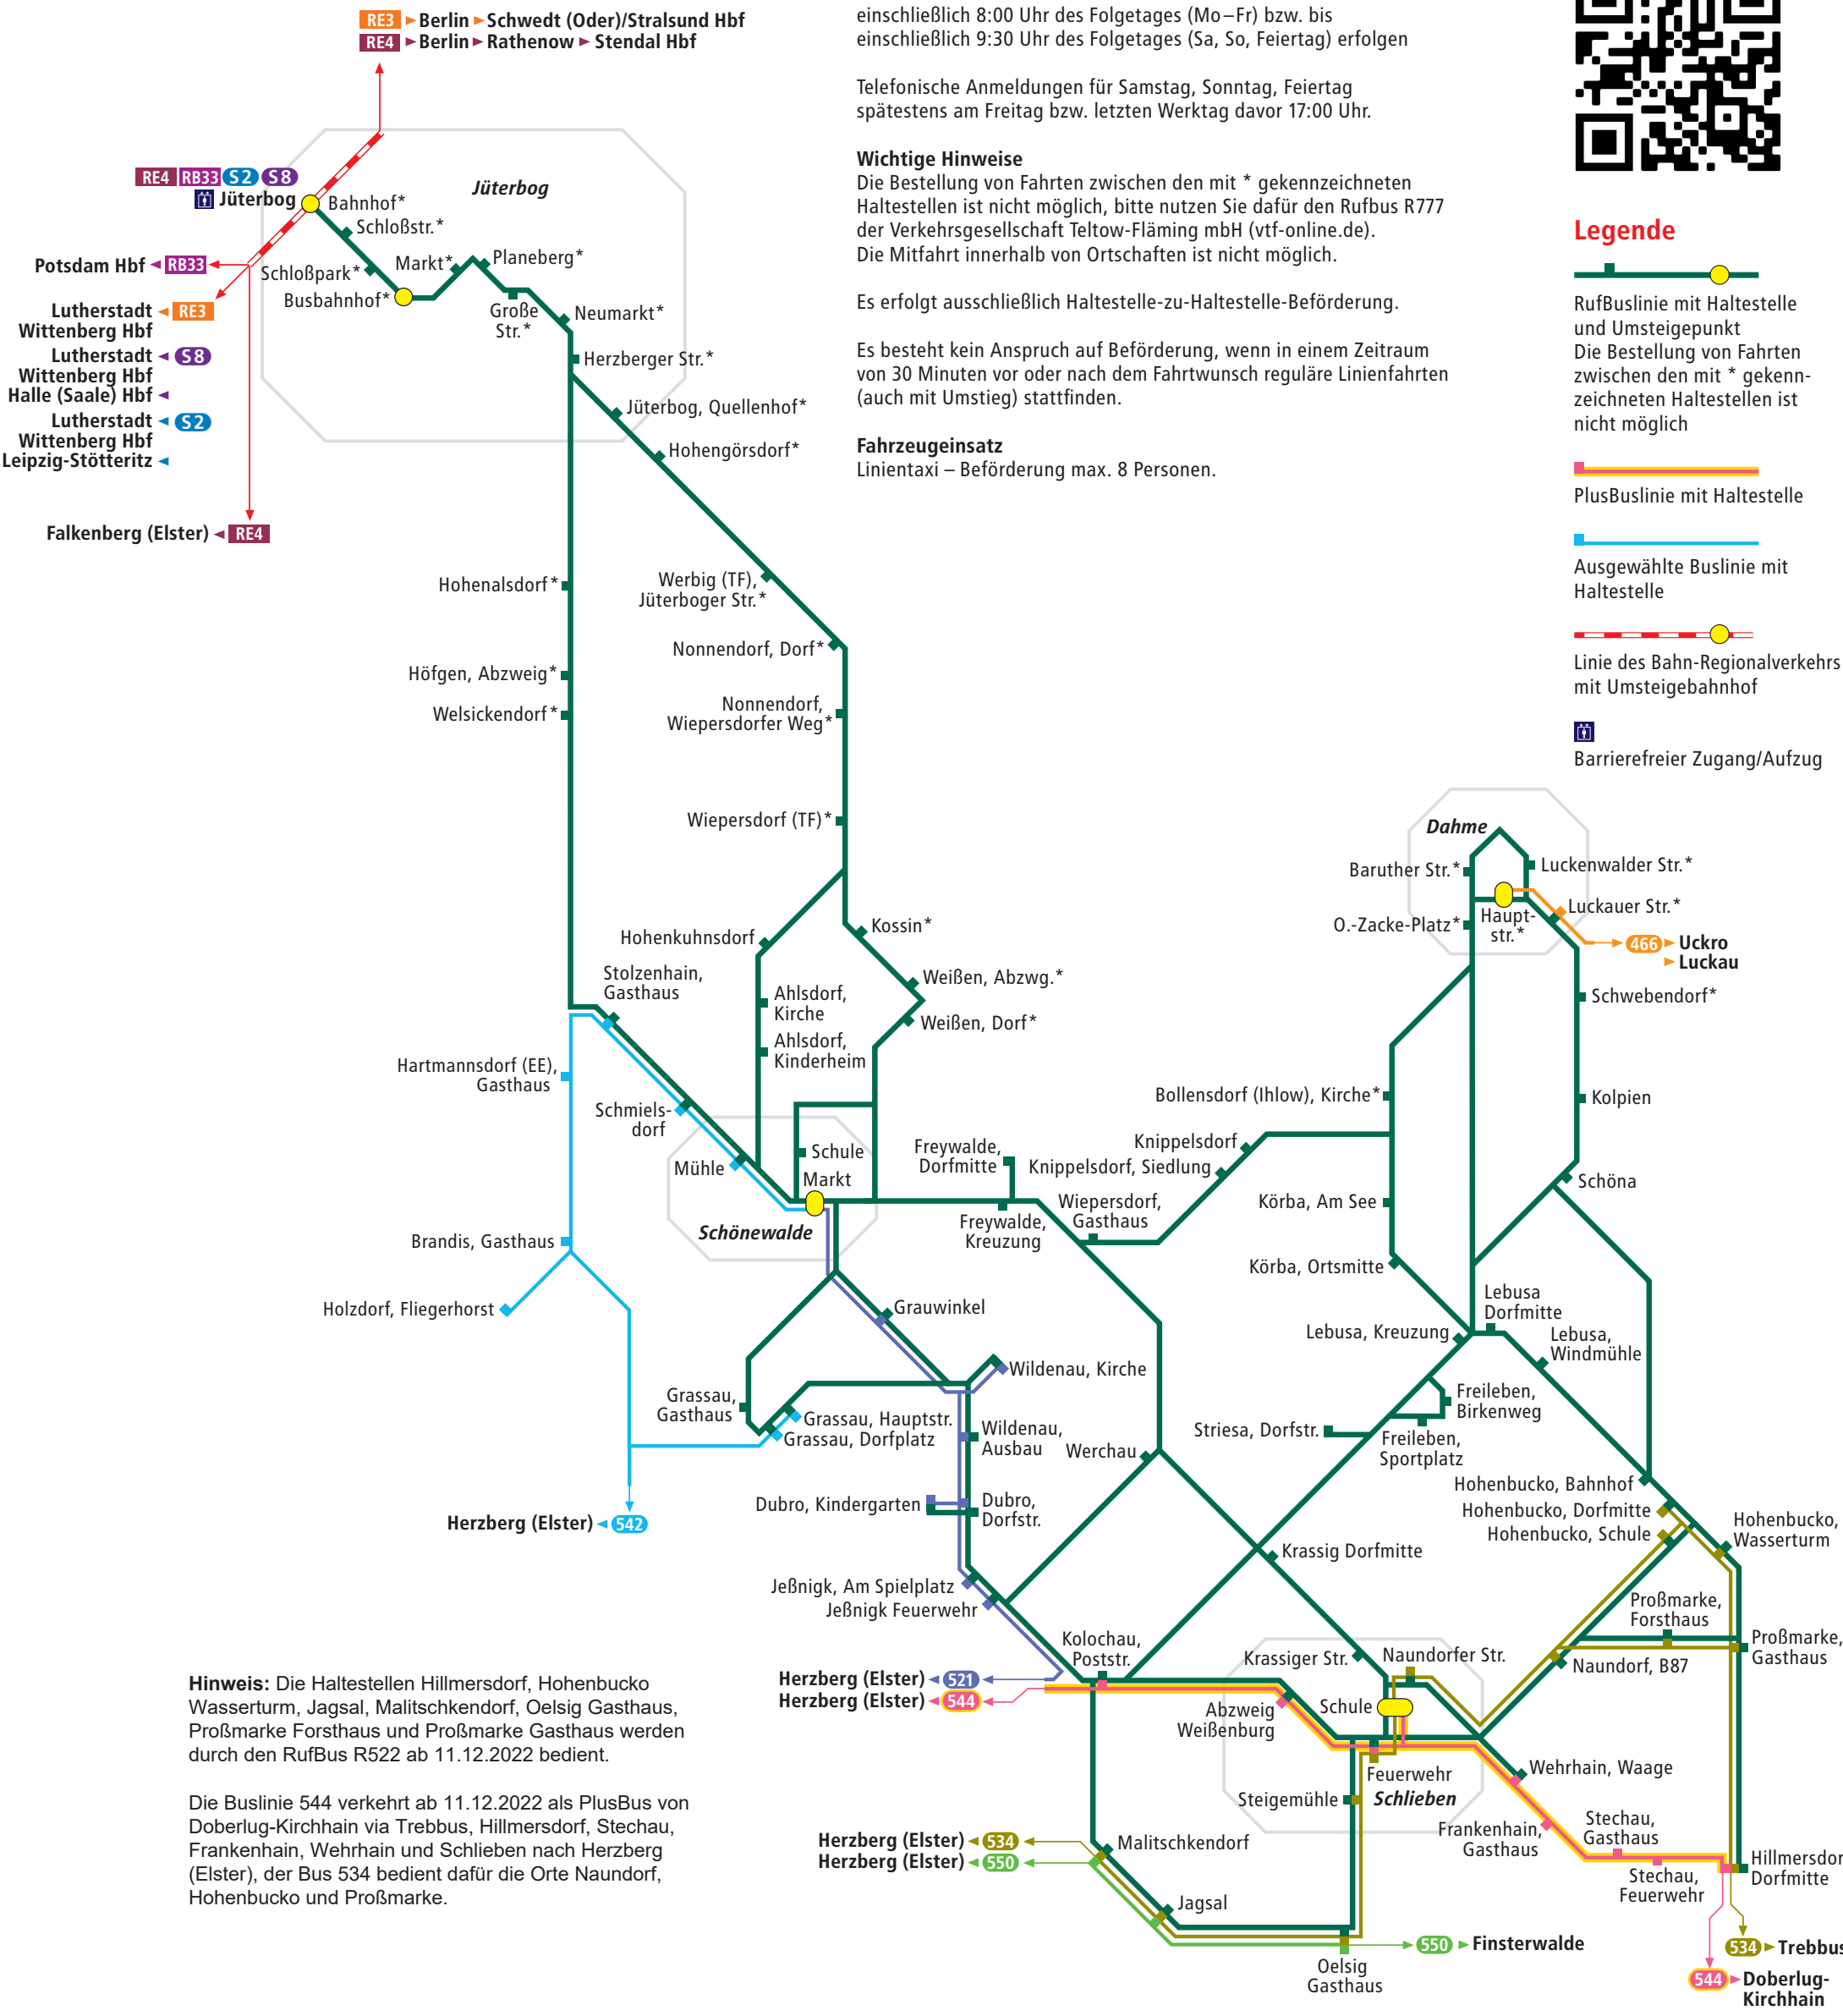 RE3 Berlin Schwedt (Oder)/Stralsund Hbf
RE4 Berlin Rathenow Stendal Hbf
einschließlich 8:00 Uhr des Folgetages (Mo–Fr) bzw. bis
einschließlich 9:30 Uhr des Folgetages (Sa, So, Feiertag) erfolgen
Telefonische Anmeldungen für Samstag, Sonntag, Feiertag
spätestens am Freitag bzw. letzten Werktag davor 17:00 Uhr.
Wichtige Hinweise
Die Bestellung von Fahrten zwischen den mit * gekennzeichneten
Haltestellen ist nicht möglich, bitte nutzen Sie dafür den Rufbus R777
der Verkehrsgesellschaft Teltow-Fläming mbH (vtf-online.de).
Die Mitfahrt innerhalb von Ortschaften ist nicht möglich.
Es erfolgt ausschließlich Haltestelle-zu-Haltestelle-Beförderung.
Es besteht kein Anspruch auf Beförderung, wenn in einem Zeitraum
von 30 Minuten vor oder nach dem Fahrtwunsch reguläre Linienfahrten
(auch mit Umstieg) stattfinden.
Fahrzeugeinsatz
Linientaxi – Beförderung max. 8 Personen.
Legende
RufBuslinie mit Haltestelle
und Umsteigepunkt
Die Bestellung von Fahrten
zwischen den mit * gekenn-
zeichneten Haltestellen ist
nicht möglich
PlusBuslinie mit Haltestelle
Ausgewählte Buslinie mit
Haltestelle
Linie des Bahn-Regionalverkehrs
mit Umsteigebahnhof
Barrierefreier Zugang/Aufzug
RE4 RB33 S2 S8
Jüterbog
Jüterbog
Bahnhof*
Schloßstr.*
Schloßpark*
Busbahnhof*
Markt*
Planeberg*
Große
Str.*
Neumarkt*
Herzberger Str.*
Jüterbog, Quellenhof*
Hohengörsdorf*
Potsdam Hbf RB33
Lutherstadt RE3
Wittenberg Hbf
Lutherstadt S8
Wittenberg Hbf
Halle (Saale) Hbf
Lutherstadt S2
Wittenberg Hbf
Leipzig-Stötteritz
Falkenberg (Elster) RE4
Hohenalsdorf*
Werbig (TF),
Jüterboger Str.*
Nonnendorf, Dorf*
Höfgen, Abzweig*
Welsickendorf*
Nonnendorf,
Wiepersdorfer Weg*
Wiepersdorf (TF)*
Kossin*
Hohenkuhnsdorf
Weißen, Abzwg.*
Weißen, Dorf*
Stolzenhain,
Gasthaus
Ahlsdorf,
Kirche
Ahlsdorf,
Kinderheim
Hartmannsdorf (EE),
Gasthaus
Schmiels-
dorf
Mühle
Schule
Markt
Schönewalde
Brandis, Gasthaus
Holzdorf, Fliegerhorst
Freywalde,
Dorfmitte
Freywalde,
Kreuzung
Wiepersdorf,
Gasthaus
Knippelsdorf
Knippelsdorf, Siedlung
Dahme
Baruther Str.*
Luckenwalder Str.*
O.-Zacke-Platz*
Haupt-
str.*
Luckauer Str.*
466 Uckro
Luckau
Schwebendorf*
Bollensdorf (Ihlow), Kirche*
Kolpien
Schöna
Körba, Am See
Körba, Ortsmitte
Lebusa, Kreuzung
Lebusa
Dorfmitte
Lebusa,
Windmühle
Grauwinkel
Wildenau, Kirche
Grassau,
Gasthaus
Grassau, Hauptstr.
Grassau, Dorfplatz
Wildenau,
Ausbau
Werchau
Striesa, Dorfstr.
Freileben,
Birkenweg
Freileben,
Sportplatz
Herzberg (Elster) 542
Dubro, Kindergarten
Dubro,
Dorfstr.
Hohenbucko, Bahnhof
Hohenbucko, Dorfmitte
Hohenbucko, Schule
Hohenbucko,
Wasserturm
Krassig Dorfmitte
Jeßnigk, Am Spielplatz
Jeßnigk Feuerwehr
Proßmarke,
Forsthaus
Proßmarke,
Gasthaus
Naundorf, B87
Kolochau,
Poststr.
Krassiger Str.
Naundorfer Str.
Herzberg (Elster) 521
Herzberg (Elster) 544
Abzweig
Weißenburg
Schule
Feuerwehr
Schlieben
Steigemühle
Wehrhain, Waage
Frankenhain,
Gasthaus
Stechau,
Gasthaus
Stechau,
Feuerwehr
Hillmersdor
Dorfmitte
Herzberg (Elster) 534
Herzberg (Elster) 550
Malitschkendorf
Jagsal
Oelsig
Gasthaus
550 Finsterwalde
534 Trebbus
544 Doberlug-
Kirchhain
Hinweis: Die Haltestellen Hillmersdorf, Hohenbucko
Wasserturm, Jagsal, Malitschkendorf, Oelsig Gasthaus,
Proßmarke Forsthaus und Proßmarke Gasthaus werden
durch den RufBus R522 ab 11.12.2022 bedient.
Die Buslinie 544 verkehrt ab 11.12.2022 als PlusBus von
Doberlug-Kirchhain via Trebbus, Hillmersdorf, Stechau,
Frankenhain, Wehrhain und Schlieben nach Herzberg
(Elster), der Bus 534 bedient dafür die Orte Naundorf,
Hohenbucko und Proßmarke.